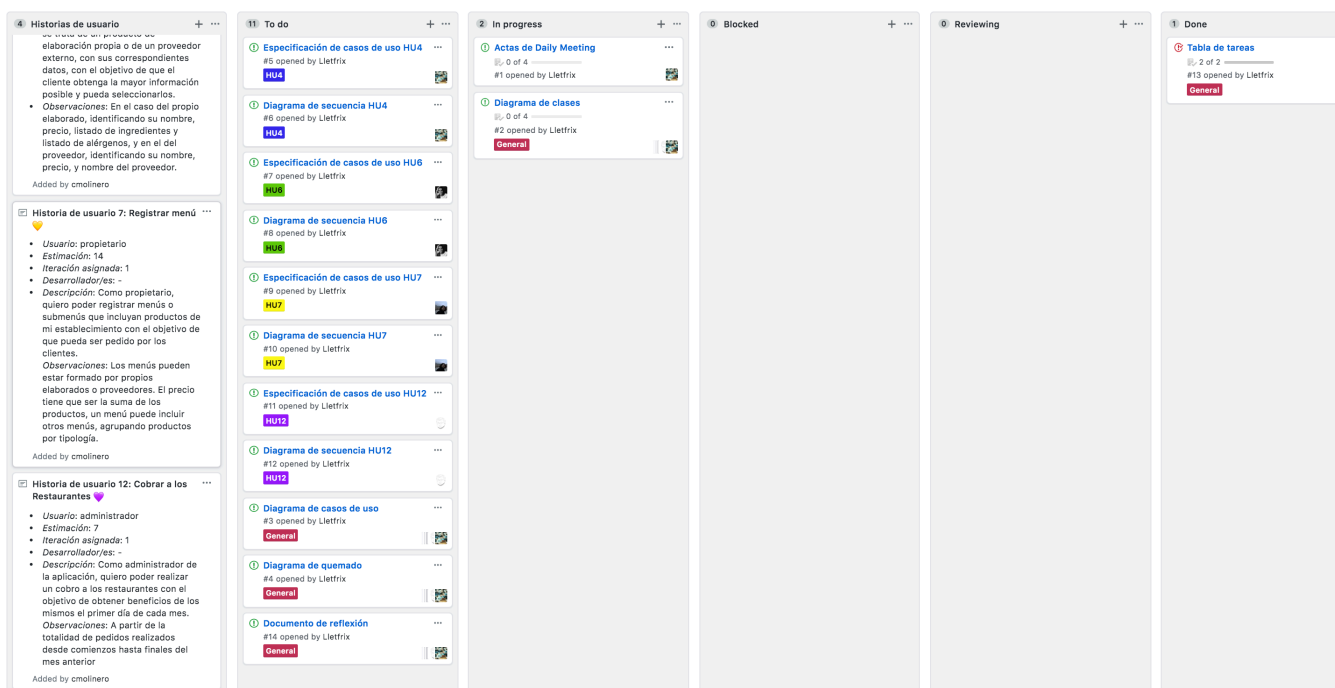 4 Historias de usuario
se trata de un producto de
elaboración propia o de un proveedor
externo, con sus correspondientes
datos, con el objetivo de que el
cliente obtenga la mayor información
posible y pueda seleccionarlos.
• Observaciones: En el caso del propio
elaborado, identificando su nombre,
precio, listado de ingredientes y
listado de alérgenos, y en el del
proveedor, identificando su nombre,
precio, y nombre del proveedor.
Added by cmolinero
Historia de usuario 7: Registrar menú
💛
• Usuario: propietario
• Estimación: 14
• Iteración asignada: 1
• Desarrollador/es: -
• Descripción: Como propietario,
quiero poder registrar menús o
submenús que incluyan productos de
mi establecimiento con el objetivo de
que pueda ser pedido por los
clientes.
Observaciones: Los menús pueden
estar formado por propios
elaborados o proveedores. El precio
tiene que ser la suma de los
productos, un menú puede incluir
otros menús, agrupando productos
por tipología.
Added by cmolinero
Historia de usuario 12: Cobrar a los
Restaurantes 💜
• Usuario: administrador
• Estimación: 7
• Iteración asignada: 1
• Desarrollador/es: -
• Descripción: Como administrador de
la aplicación, quiero poder realizar
un cobro a los restaurantes con el
objetivo de obtener beneficios de los
mismos el primer día de cada mes.
Observaciones: A partir de la
totalidad de pedidos realizados
desde comienzos hasta finales del
mes anterior
Added by cmolinero
11 To do
Especificación de casos de uso HU4
#5 opened by Lletfrix
HU4
Diagrama de secuencia HU4
#6 opened by Lletfrix
HU4
Especificación de casos de uso HU6
#7 opened by Lletfrix
HU6
Diagrama de secuencia HU6
#8 opened by Lletfrix
HU6
Especificación de casos de uso HU7
#9 opened by Lletfrix
HU7
Diagrama de secuencia HU7
#10 opened by Lletfrix
HU7
Especificación de casos de uso HU12
#11 opened by Lletfrix
HU12
Diagrama de secuencia HU12
#12 opened by Lletfrix
HU12
Diagrama de casos de uso
#3 opened by Lletfrix
General
Diagrama de quemado
#4 opened by Lletfrix
General
Documento de reflexión
#14 opened by Lletfrix
General
2 In progress
Actas de Daily Meeting
0 of 4
#1 opened by Lletfrix
Diagrama de clases
0 of 4
#2 opened by Lletfrix
General
0 Blocked
0 Reviewing
1 Done
Tabla de tareas
2 of 2
#13 opened by Lletfrix
General